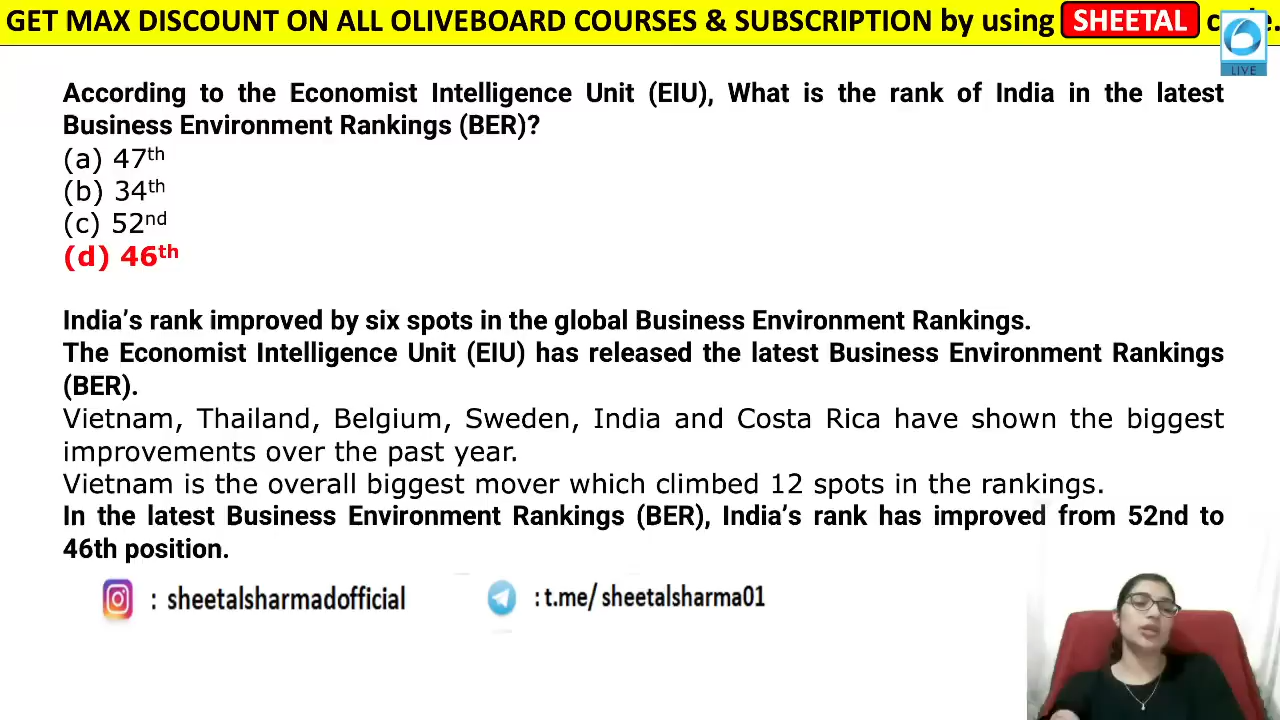 GET MAX DISCOUNT ON ALL OLIVEBOARD COURSES & SUBSCRIPTION by using SHEETAL
LIVE
According to the Economist Intelligence Unit (EIU), What is the rank of India in the latest
Business Environment Rankings (BER)?
(a) 47th
(b) 34th
(c) 52nd
(d) 46th
India’s rank improved by six spots in the global Business Environment Rankings.
The Economist Intelligence Unit (EIU) has released the latest Business Environment Rankings
(BER).
Vietnam, Thailand, Belgium, Sweden, India and Costa Rica have shown the biggest
improvements over the past year.
Vietnam is the overall biggest mover which climbed 12 spots in the rankings.
In the latest Business Environment Rankings (BER), India’s rank has improved from 52nd to
46th position.
: sheetalsharmadofficial
: t.me/ sheetalsharma01